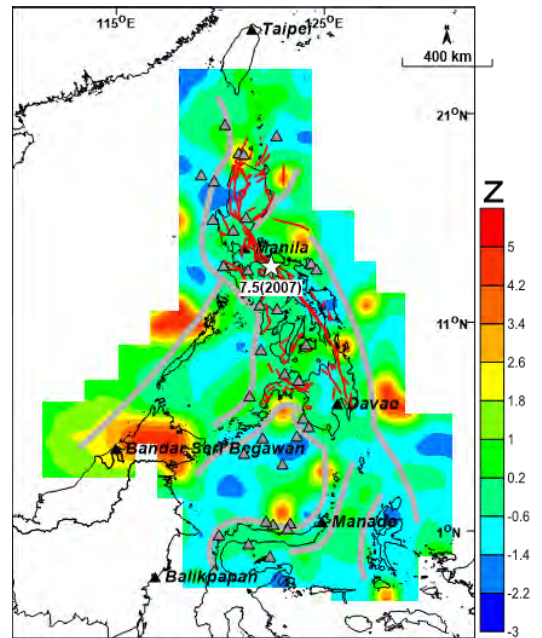 115°E
125°E
Taipei
400 km
21°N
Z
Manila
7.5(2007)
11°N
Davao
Bandar Seri Begawan
Manado
1°N
Balikpapan
5
4.2
3.4
2.6
1.8
1
0.2
-0.6
-1.4
-2.2
-3